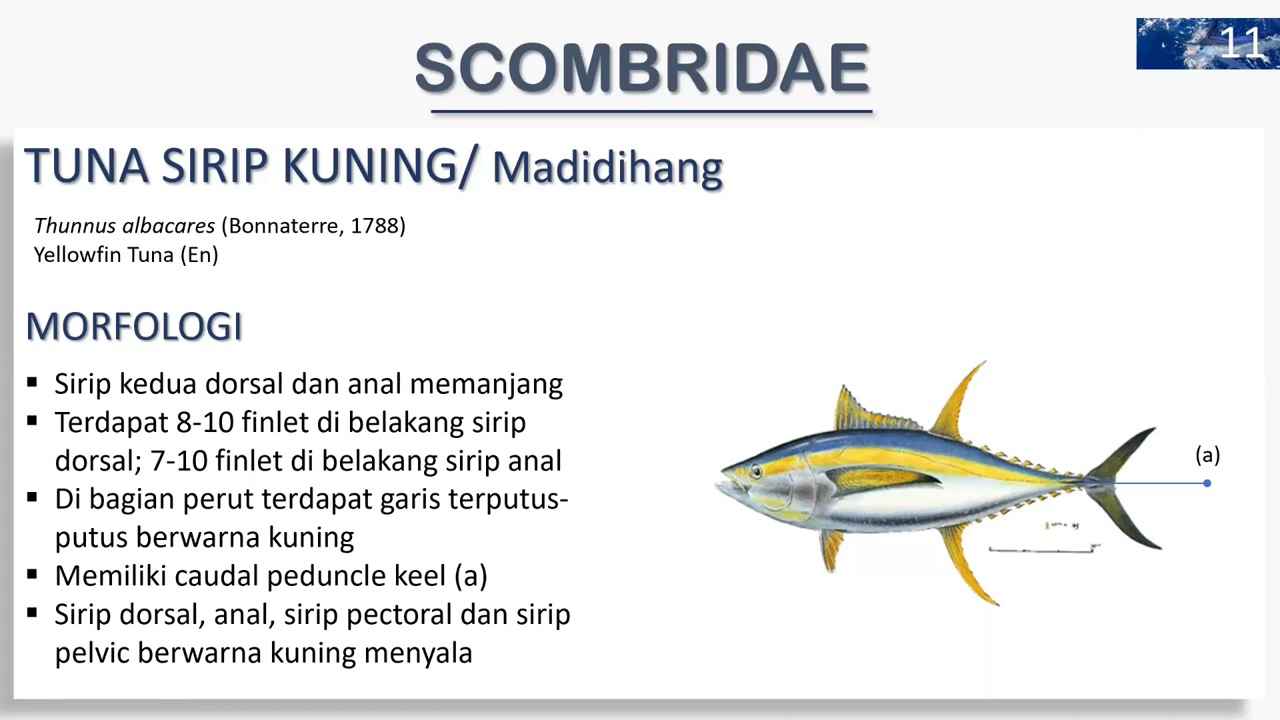 11
SCOMBRIDAE
TUNA SIRIP KUNING/ Madidihang
Thunnus albacares (Bonnaterre, 1788)
Yellowfin Tuna (En)
MORFOLOGI
▪ Sirip kedua dorsal dan anal memanjang
▪ Terdapat 8-10 finlet di belakang sirip
dorsal; 7-10 finlet di belakang sirip anal
▪ Di bagian perut terdapat garis terputus-
putus berwarna kuning
▪ Memiliki caudal peduncle keel (a)
▪ Sirip dorsal, anal, sirip pectoral dan sirip
pelvic berwarna kuning menyala
(a)